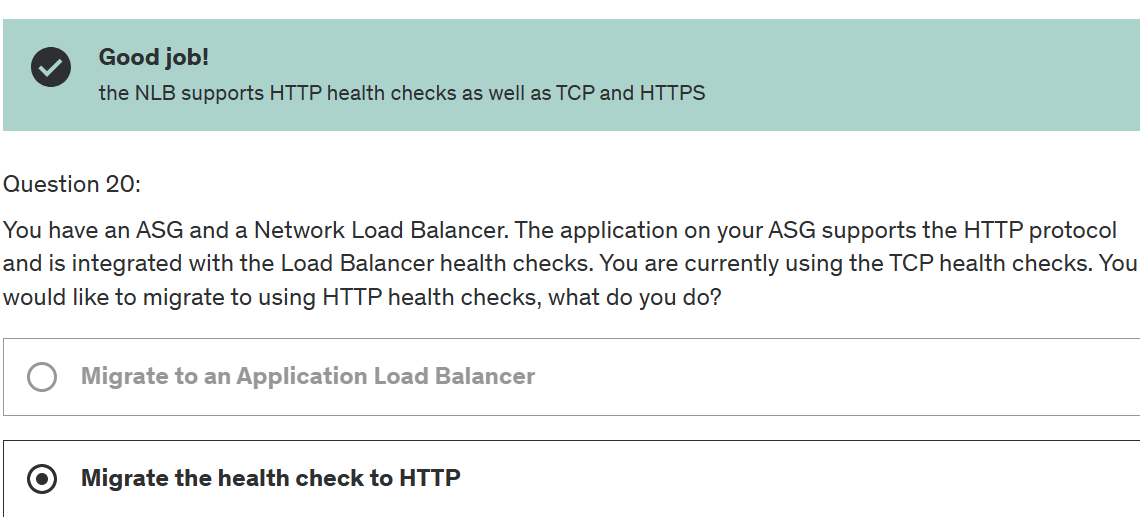 Good job!
the NLB supports HTTP health checks as well as TCP and HTTPS
Question 20:
You have an ASG and a Network Load Balancer. The application on your ASG supports the HTTP protocol
and is integrated with the Load Balancer health checks. You are currently using the TCP health checks. You
would like to migrate to using HTTP health checks, what do you do?
Migrate to an Application Load Balancer
Migrate the health check to HTTP